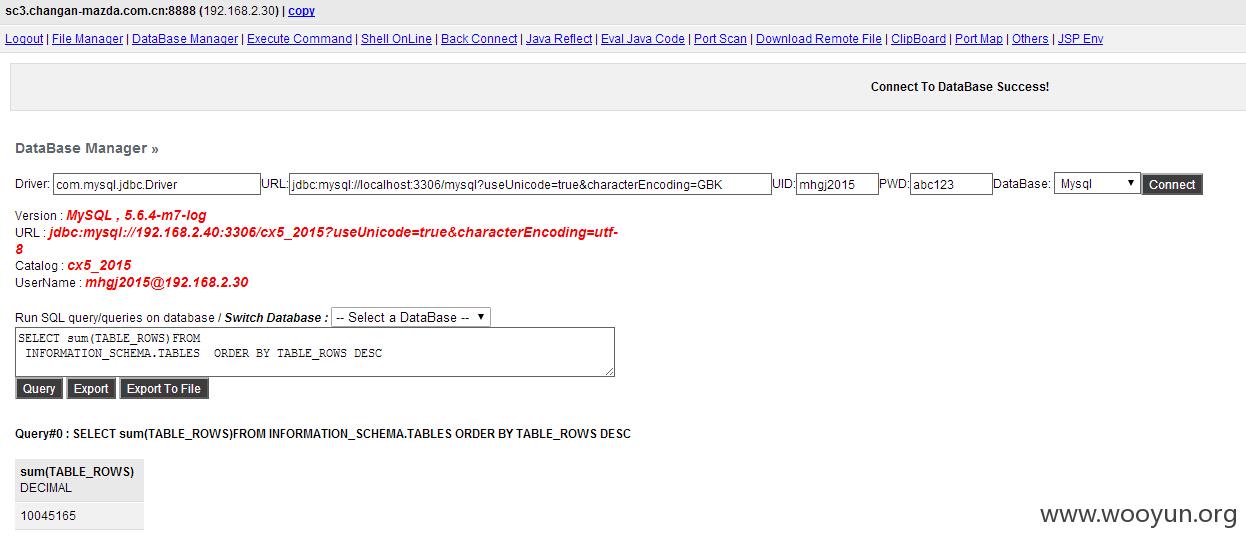 sc3.changan-mazda.com.cn:8888 (192.168.2.30) | copy
Logout | File Manager | DataBase Manager | Execute Command | Shell OnLine | Back Connect | Java Reflect | Eval Java Code | Port Scan | Download Remote File | ClipBoard | Port Map | Others | JSP Env
Connect To DataBase Success!
DataBase Manager »
Driver: com.mysql.jdbc.Driver URL: jdbc:mysql://localhost:3306/mysql?useUnicode=true&characterEncoding=GBK UID: mhgj2015 PWD: abc123 DataBase: Mysql Connect
Version : MySQL , 5.6.4-m7-log
URL : jdbc:mysql://192.168.2.40:3306/cx5_2015?useUnicode=true&characterEncoding=utf-
8
Catalog : cx5_2015
UserName : mhgj2015@192.168.2.30
Run SQL query/queries on database / Switch Database : -- Select a DataBase --
SELECT sum(TABLE_ROWS)FROM
INFORMATION_SCHEMA.TABLES ORDER BY TABLE_ROWS DESC
Query Export Export To File
Query#0 : SELECT sum(TABLE_ROWS)FROM INFORMATION_SCHEMA.TABLES ORDER BY TABLE_ROWS DESC
sum(TABLE_ROWS)
DECIMAL
10045165
www.wooyun.org